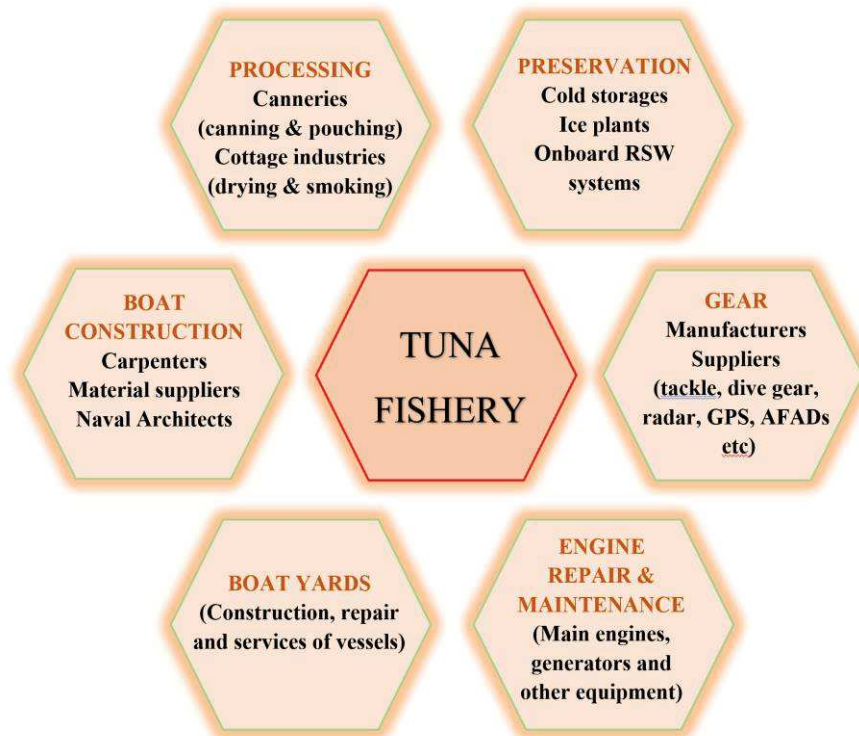 PROCESSING
Canneries
(canning & pouching)
Cottage industries
(drying & smoking)
PRESERVATION
Cold storages
Ice plants
Onboard RSW
systems
BOAT
CONSTRUCTION
Carpenters
Material suppliers
Naval Architects
TUNA
FISHERY
GEAR
Manufacturers
Suppliers
(tackle, dive gear,
radar, GPS, AFADs
etc)
BOAT YARDS
(Construction, repair
and services of vessels)
ENGINE
REPAIR &
MAINTENANCE
(Main engines,
generators and
other equipment)